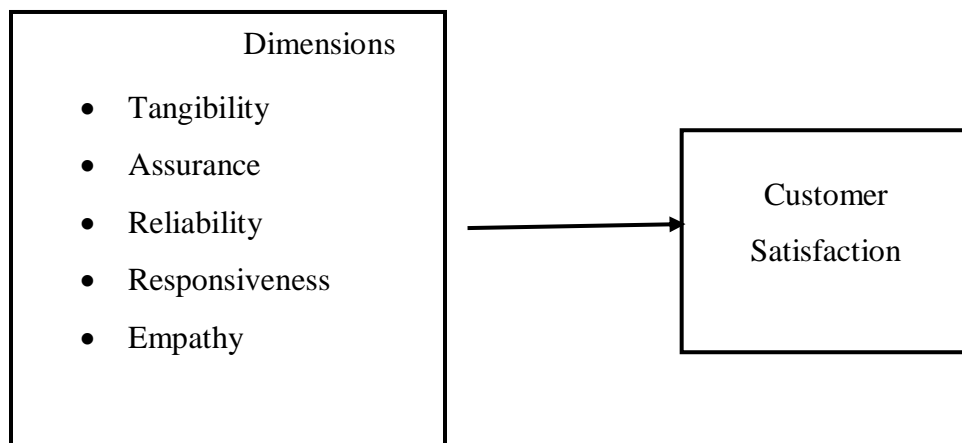 Dimensions
• Tangibility
• Assurance
• Reliability
• Responsiveness
• Empathy
Customer
Satisfaction